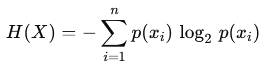 H(X) = − ∑_{i=1}^{n} p(x_i) log_2 p(x_i)